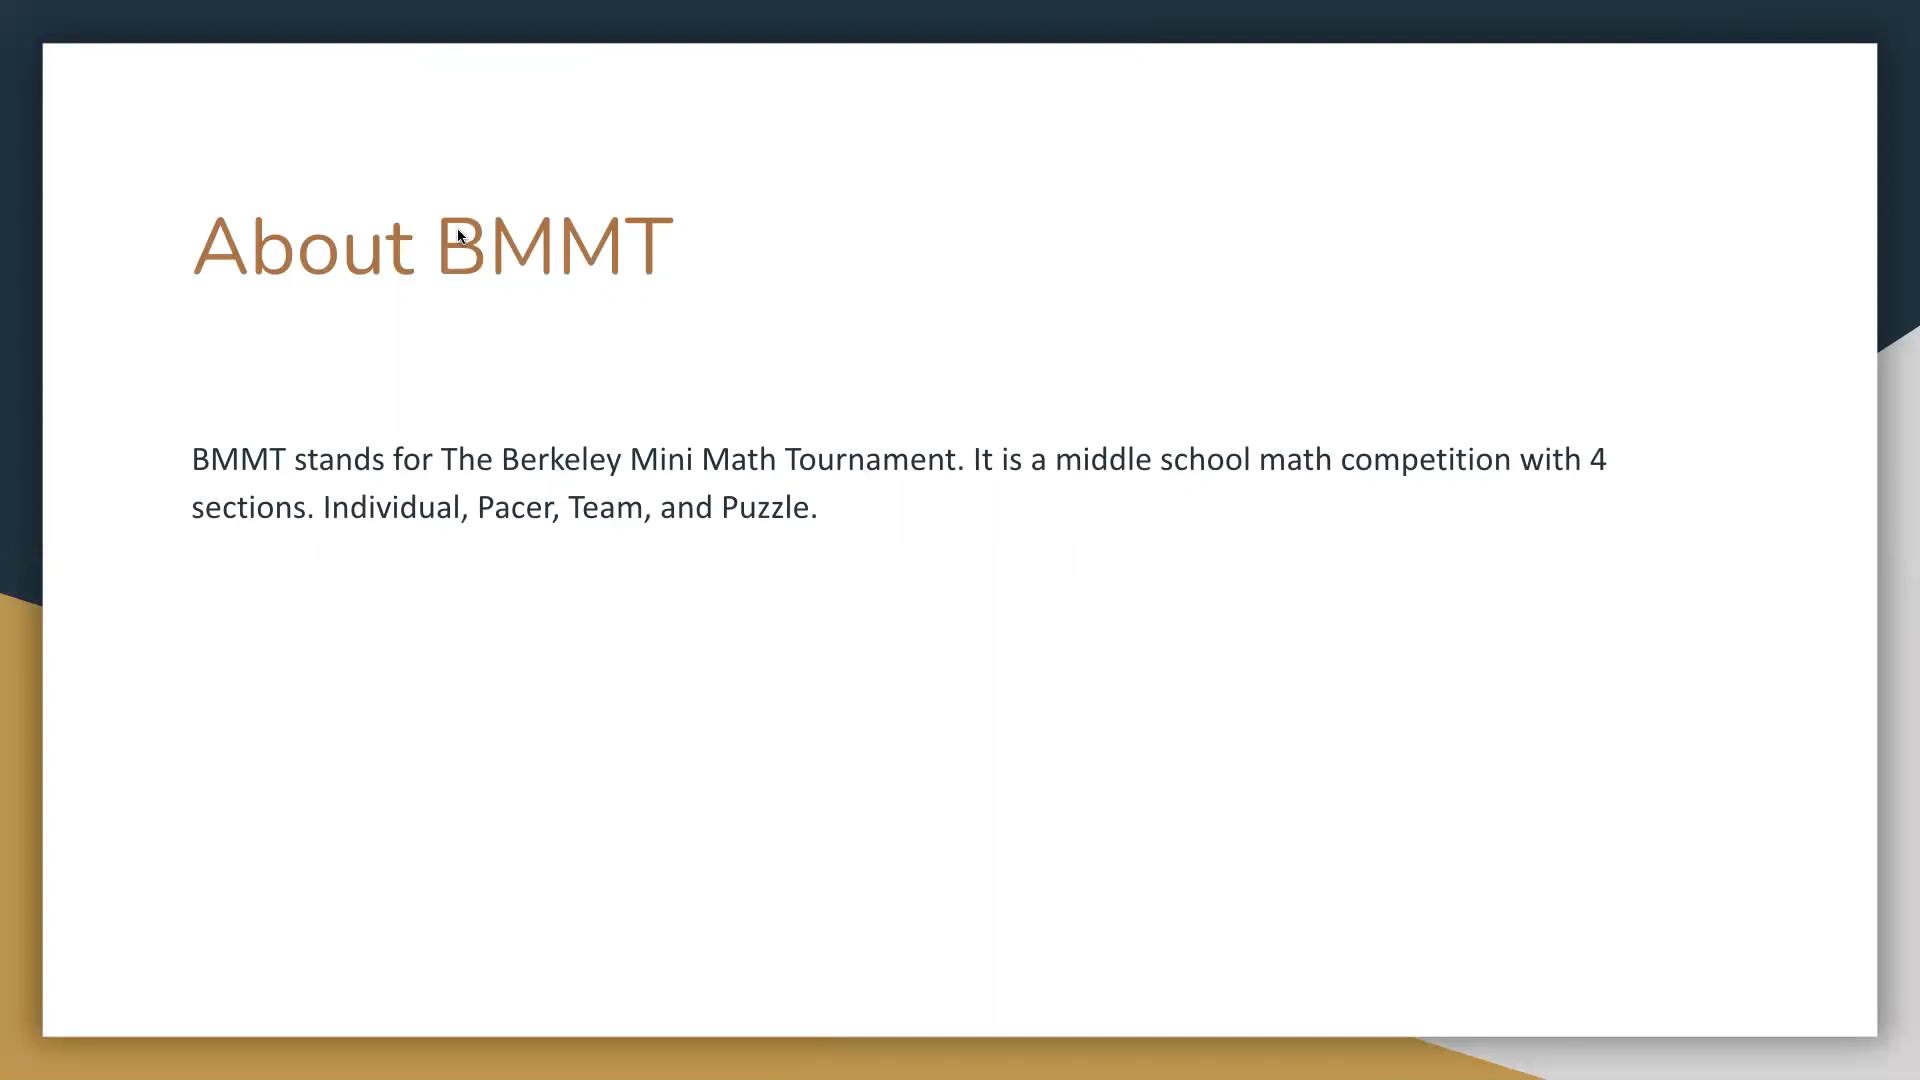 About BMMT
BMMT stands for The Berkeley Mini Math Tournament. It is a middle school math competition with 4
sections. Individual, Pacer, Team, and Puzzle.